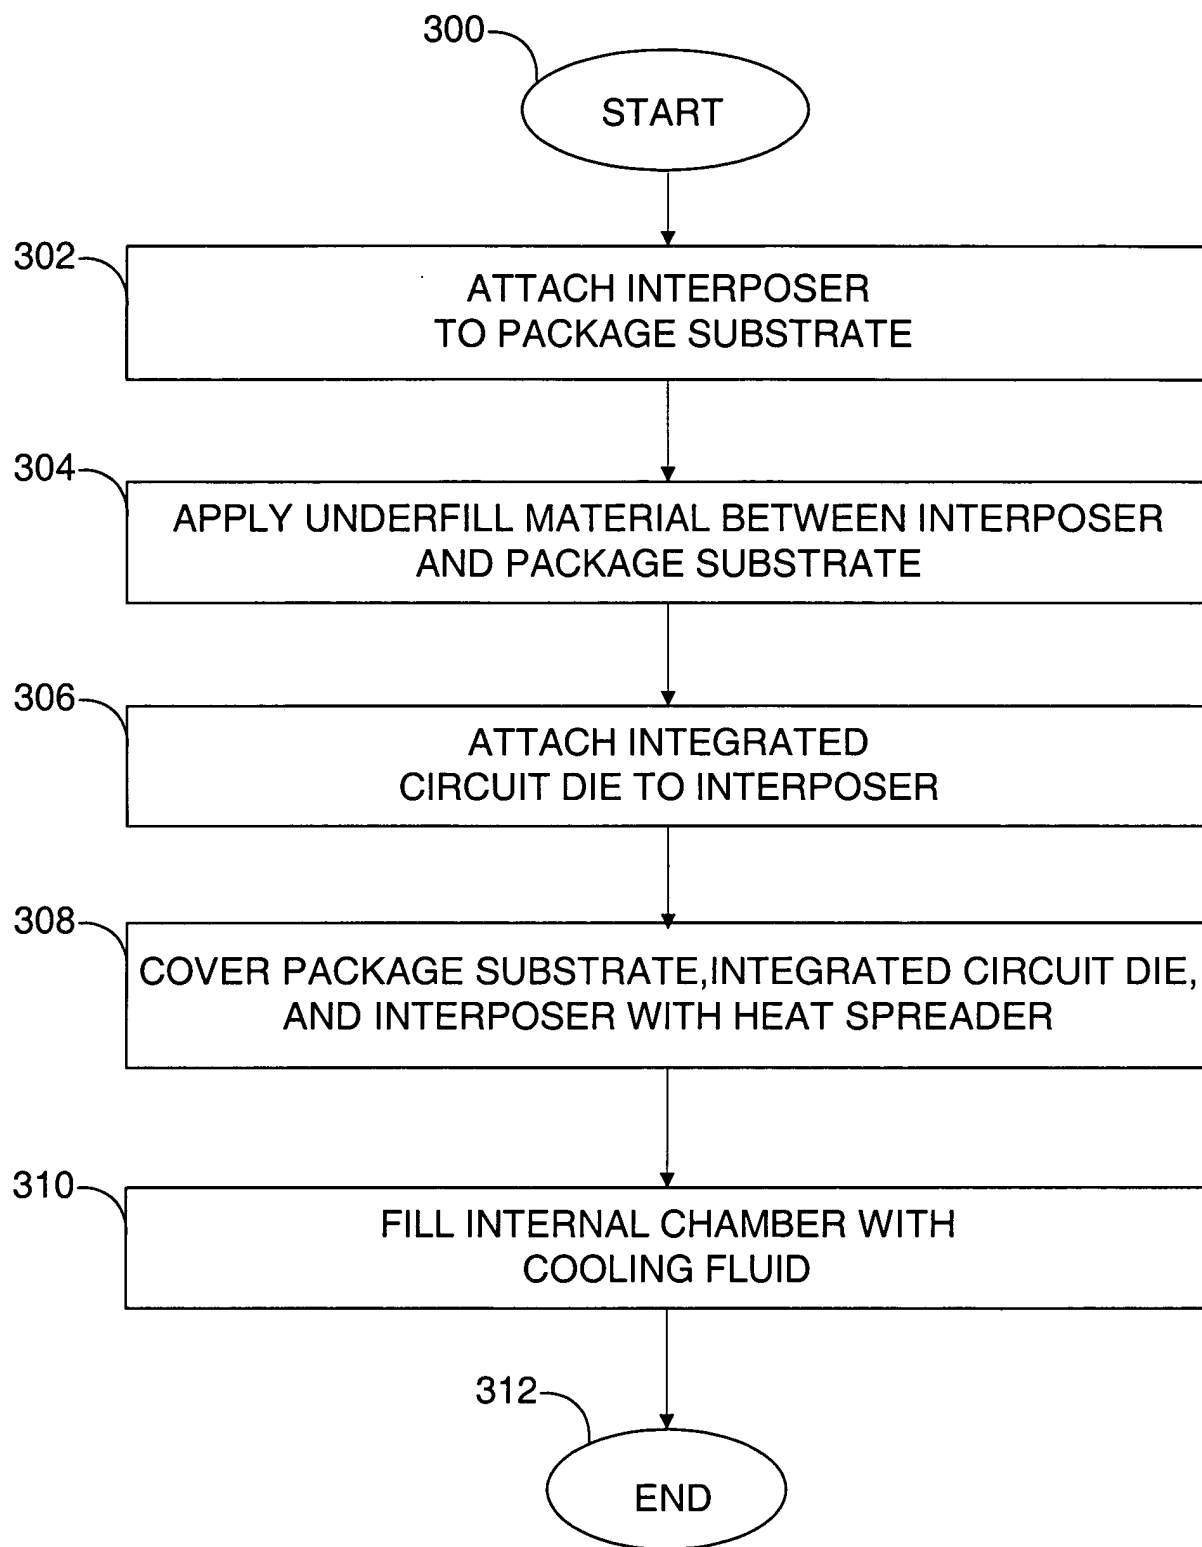 300
START
302
ATTACH INTERPOSER
TO PACKAGE SUBSTRATE
304
APPLY UNDERFILL MATERIAL BETWEEN INTERPOSER
AND PACKAGE SUBSTRATE
306
ATTACH INTEGRATED
CIRCUIT DIE TO INTERPOSER
308
COVER PACKAGE SUBSTRATE,INTEGRATED CIRCUIT DIE,
AND INTERPOSER WITH HEAT SPREADER
310
FILL INTERNAL CHAMBER WITH
COOLING FLUID
312
END